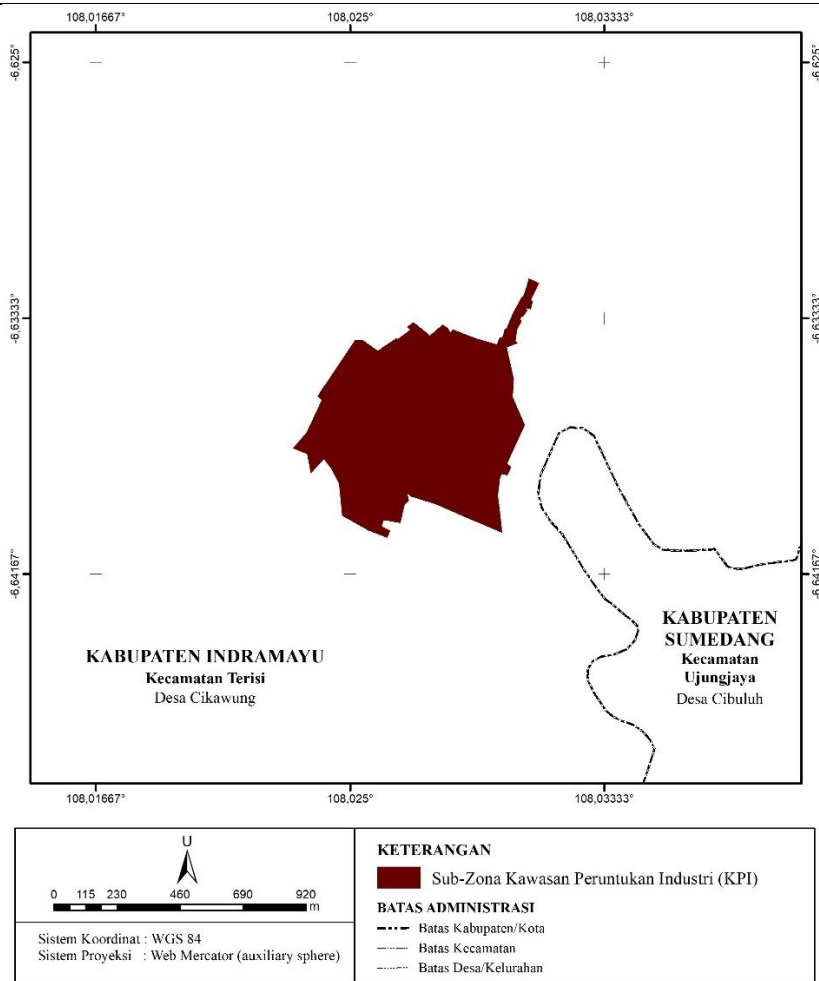 108,01667° 108,025° 108,03333°
-6,625° -6,625°
-6,63333° -6,63333°
-6,64167° -6,64167°
KABUPATEN INDRAMAYU
Kecamatan Terisi
Desa Cikawung
KABUPATEN
SUMEDANG
Kecamatan
Ujungjaya
Desa Cibuluh
108,01667° 108,025° 108,03333°
U
0 115 230 460 690 920
m
Sistem Koordinat : WGS 84
Sistem Proyeksi : Web Mercator (auxiliary sphere)
KETERANGAN
Sub-Zona Kawasan Peruntukan Industri (KPI)
BATAS ADMINISTRASI
Batas Kabupaten/Kota
Batas Kecamatan
Batas Desa/Kelurahan